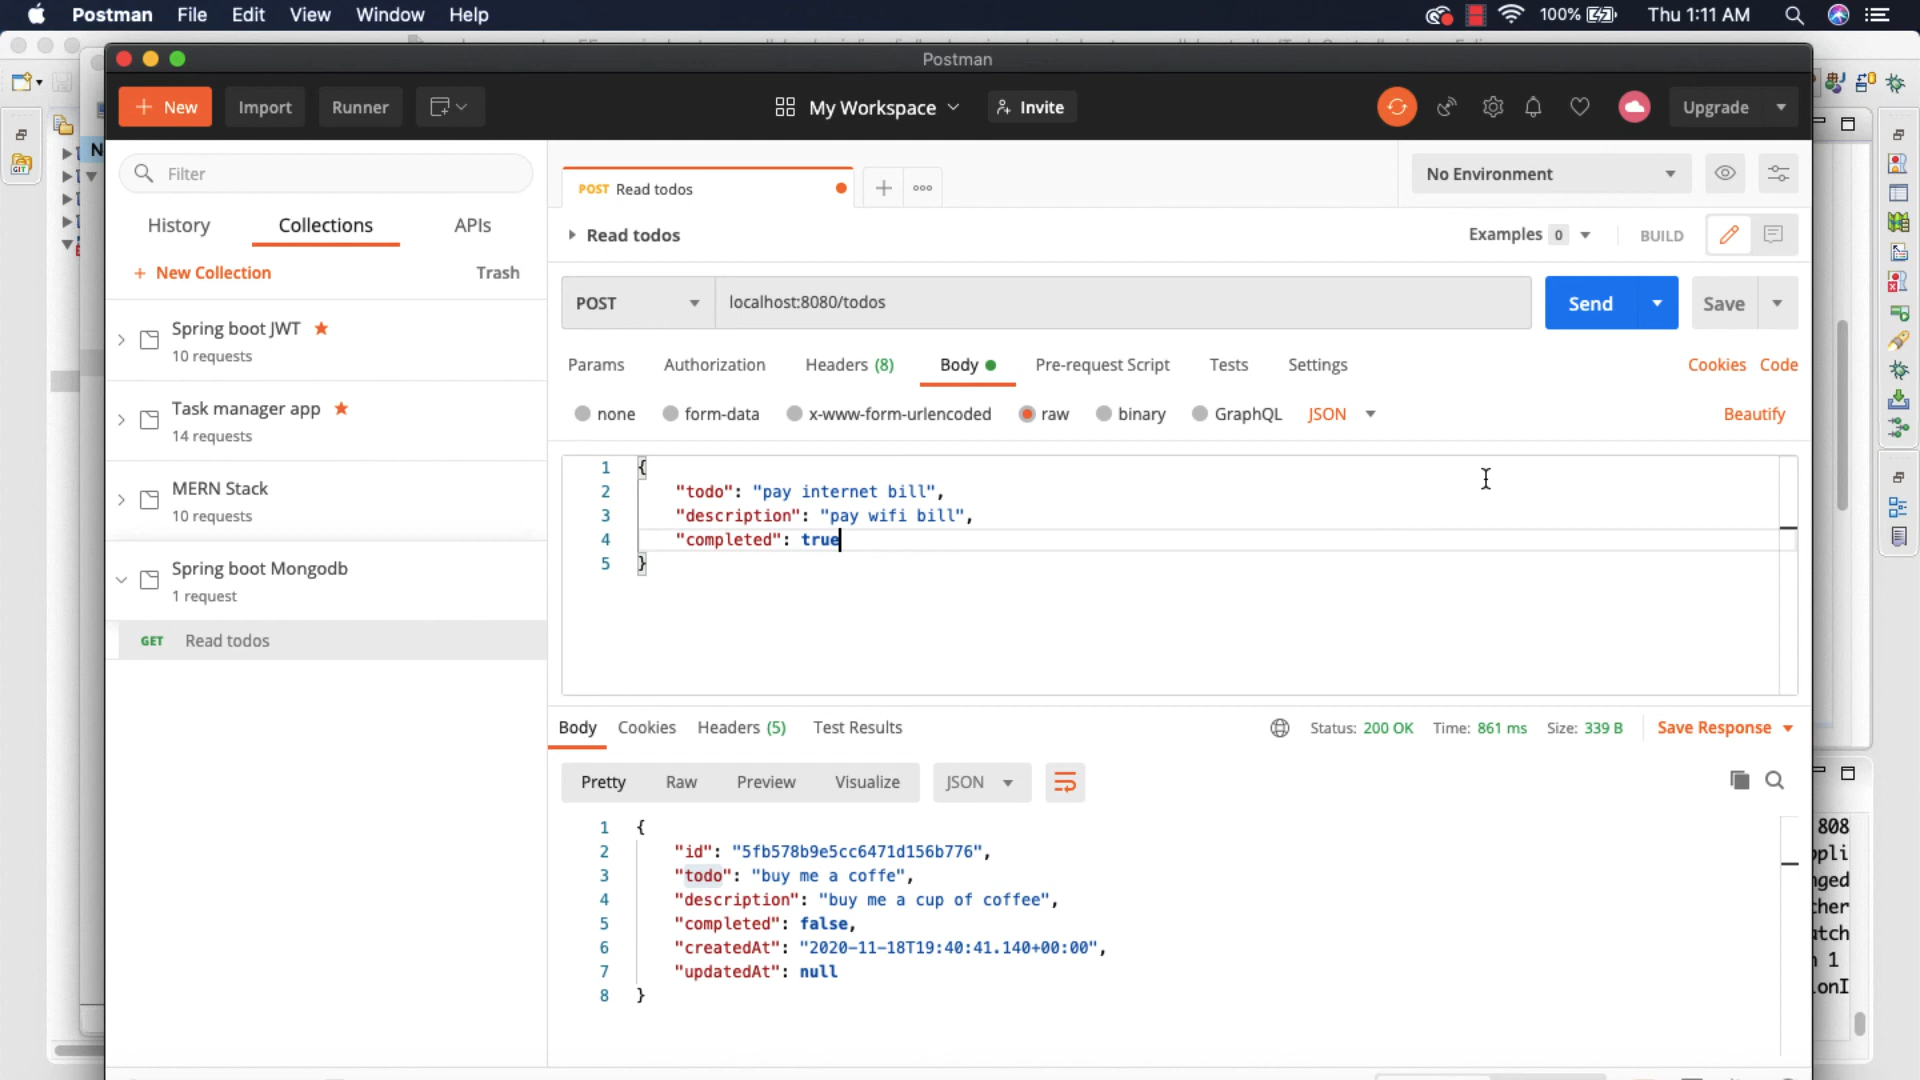 Postman File Edit View Window Help 100% Thu 1:11 AM
Postman
+ New Import Runner My Workspace Invite Upgrade
Filter
POST Read todos
No Environment
History Collections APIs
Read todos Examples 0 BUILD
+ New Collection Trash
POST localhost:8080/todos Send Save
Spring boot JWT
10 requests
Params Authorization Headers (8) Body Pre-request Script Tests Settings Cookies Code
Task manager app
14 requests
none form-data x-www-form-urlencoded raw binary GraphQL JSON Beautify
MERN Stack
10 requests
Spring boot Mongodb
1 request
GET Read todos
1 {
2 "todo": "pay internet bill",
3 "description": "pay wifi bill",
4 "completed": true
5 }
Body Cookies Headers (5) Test Results Status: 200 OK Time: 861 ms Size: 339 B Save Response
Pretty Raw Preview Visualize JSON
1 {
2 "id": "5fb578b9e5cc6471d156b776",
3 "todo": "buy me a coffe",
4 "description": "buy me a cup of coffee",
5 "completed": false,
6 "createdAt": "2020-11-18T19:40:41.140+00:00",
7 "updatedAt": null
8 }
808
ppli
nged
cher
atch
n 1
ionI